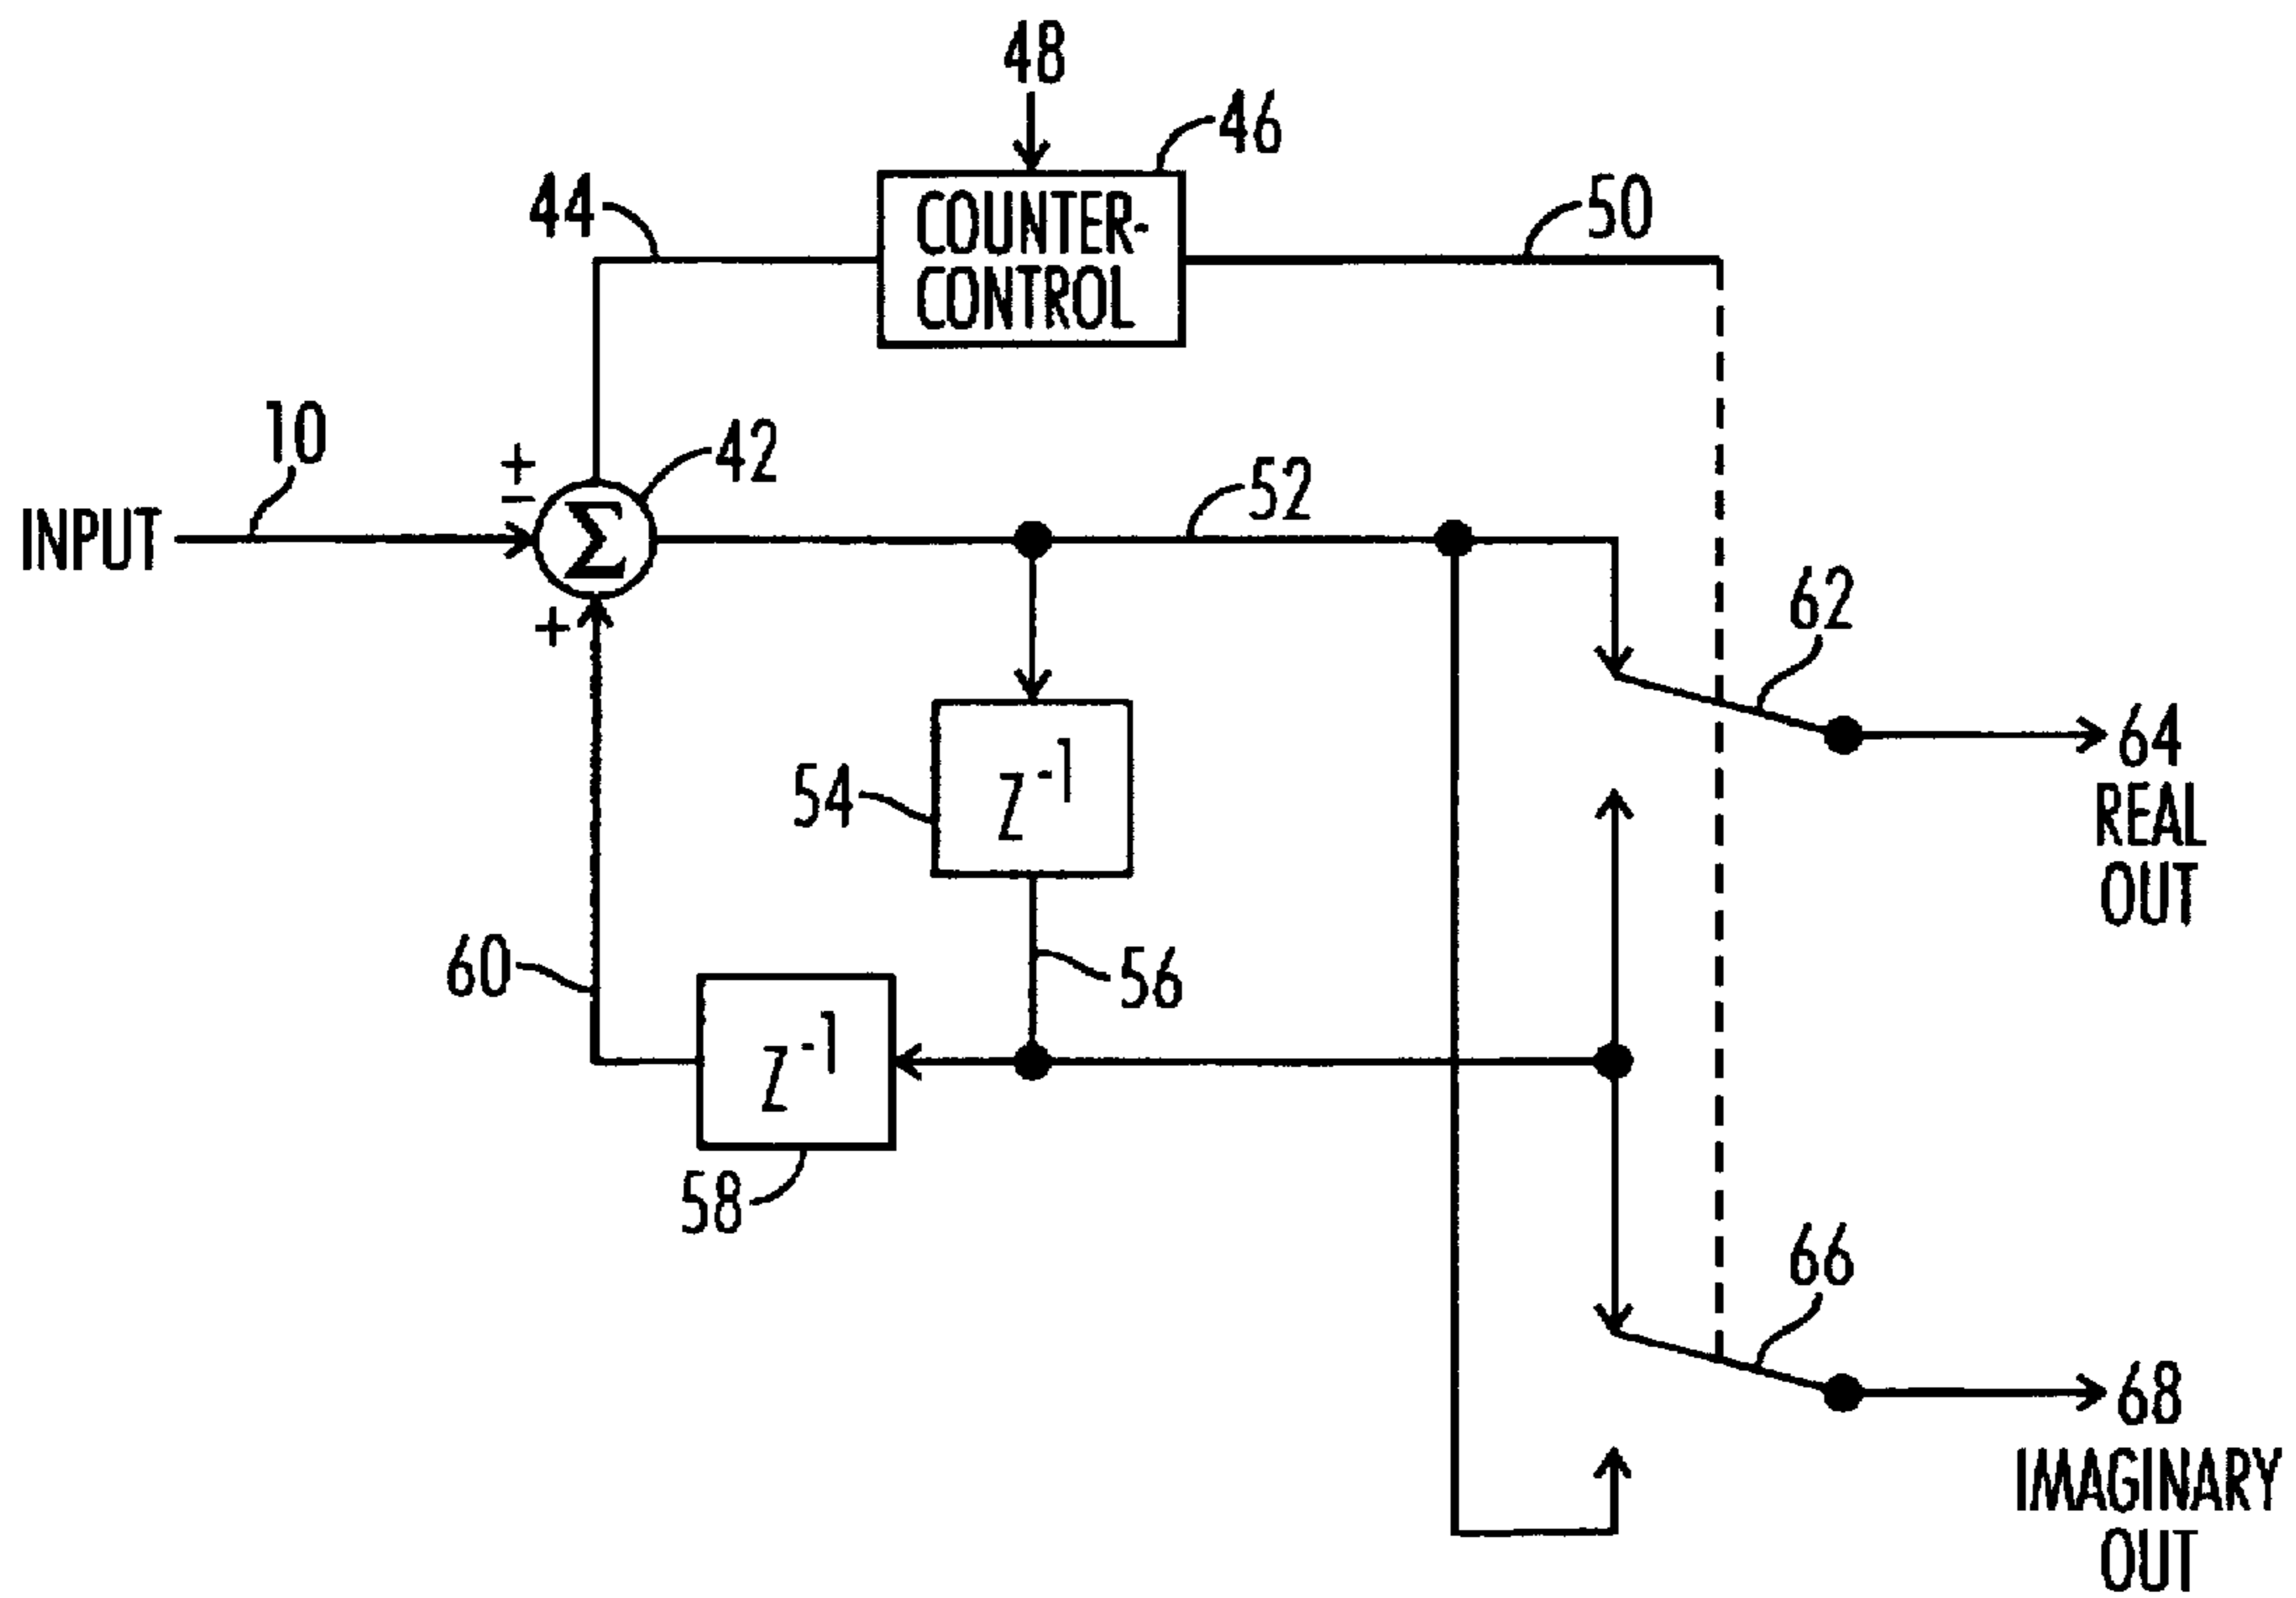 48
46
44
COUNTER-
CONTROL
50
10
±
42
52
INPUT
Σ
+
62
64
REAL
OUT
54
Z⁻¹
60
56
Z⁻¹
58
66
68
IMAGINARY
OUT